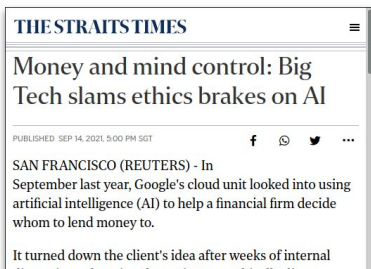 THE STRAITS TIMES
Money and mind control: Big
Tech slams ethics brakes on AI
PUBLISHED SEP 14, 2021, 5:00 PM SGT
SAN FRANCISCO (REUTERS) - In
September last year, Google's cloud unit looked into using
artificial intelligence (AI) to help a financial firm decide
whom to lend money to.
It turned down the client's idea after weeks of internal